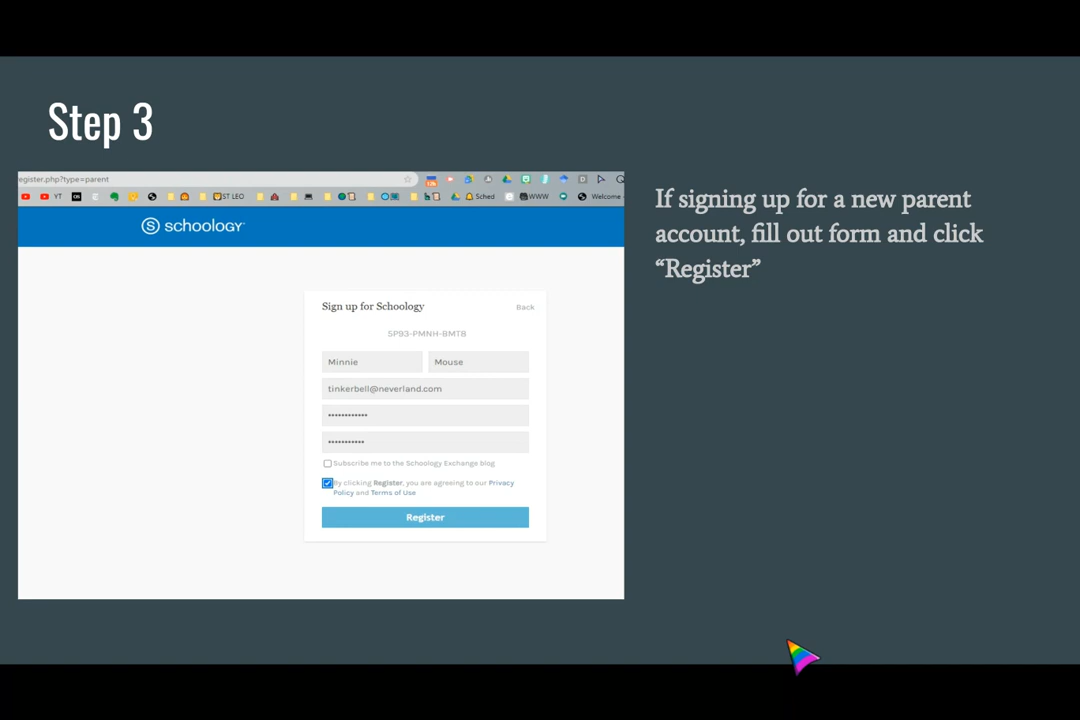 Step 3
register.php?type=parent
YT
ST LEO
Sched
WWW
Welcome
schoology
If signing up for a new parent
account, fill out form and click
“Register”
Sign up for Schoology
Back
5P93-PMNH-BMTB
Minnie
Mouse
tinkerbell@neverland.com
••••••••••••
•••••••••••
Subscribe me to the Schoology Exchange blog
By clicking Register, you are agreeing to our Privacy
Policy and Terms of Use
Register